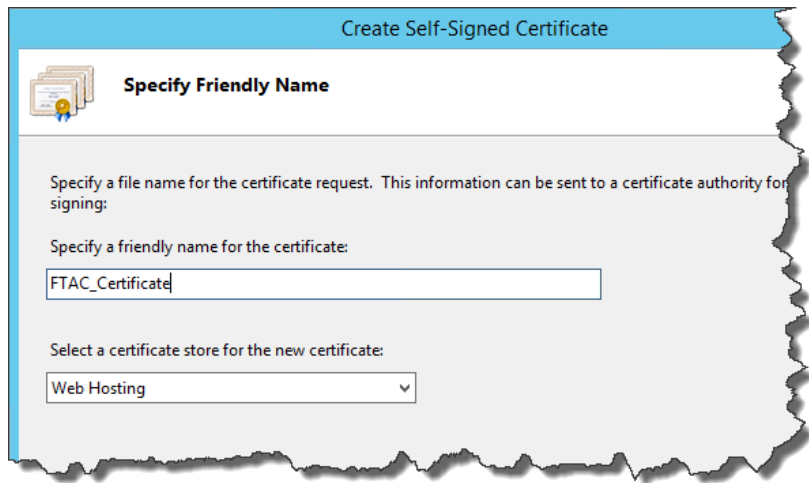 Create Self-Signed Certificate
Specify Friendly Name
Specify a file name for the certificate request.  This information can be sent to a certificate authority for
signing:
Specify a friendly name for the certificate:
FTAC_Certificate
Select a certificate store for the new certificate:
Web Hosting